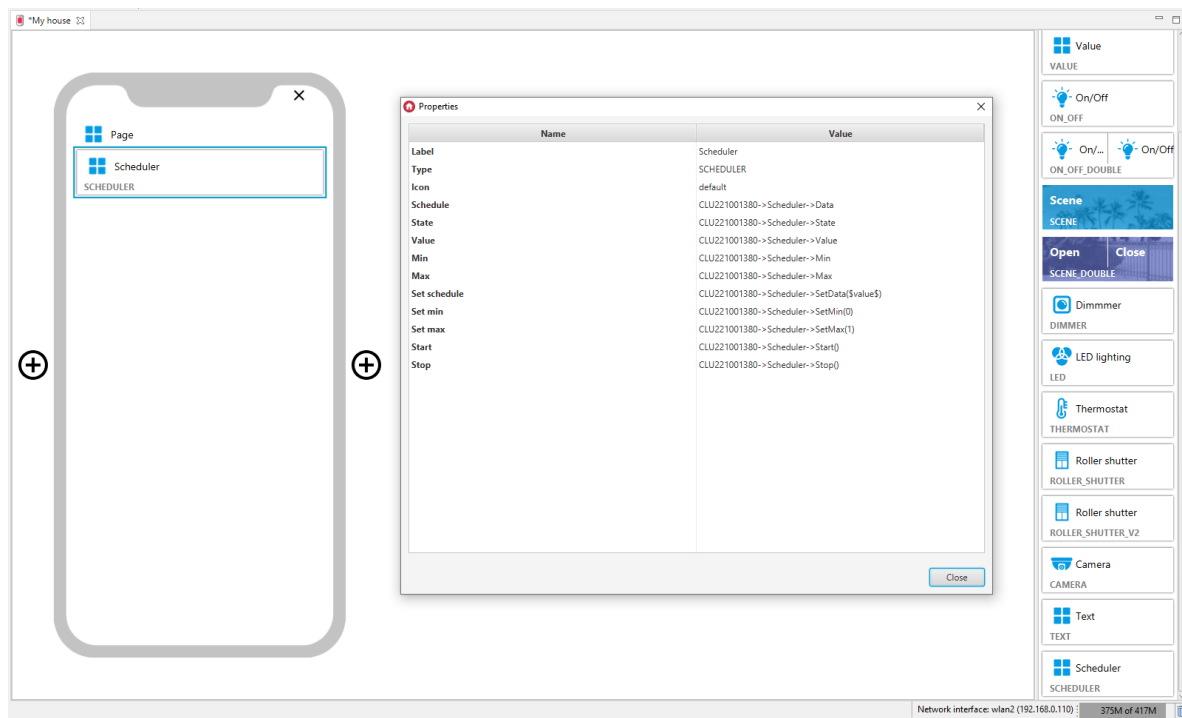 *My house
Page
Scheduler
SCHEDULER
Properties
Name Value
Label Scheduler
Type SCHEDULER
Icon default
Schedule CLU221001380->Scheduler->Data
State CLU221001380->Scheduler->State
Value CLU221001380->Scheduler->Value
Min CLU221001380->Scheduler->Min
Max CLU221001380->Scheduler->Max
Set schedule CLU221001380->Scheduler->SetData($value$)
Set min CLU221001380->Scheduler->SetMin(0)
Set max CLU221001380->Scheduler->SetMax(1)
Start CLU221001380->Scheduler->Start()
Stop CLU221001380->Scheduler->Stop()
Close
Value
VALUE
On/Off
ON_OFF
On/... On/Off
ON_OFF_DOUBLE
Scene
SCENE
Open Close
SCENE_DOUBLE
Dimmmer
DIMMER
LED lighting
LED
Thermostat
THERMOSTAT
Roller shutter
ROLLER_SHUTTER
Roller shutter
ROLLER_SHUTTER_V2
Camera
CAMERA
Text
TEXT
Scheduler
SCHEDULER
Network interface: wlan2 (192.168.0.110) 375M of 417M